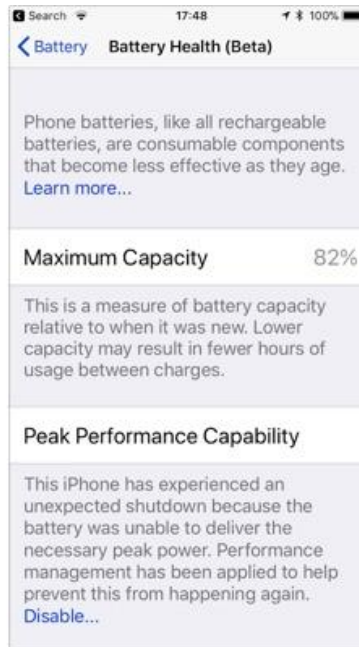 Search 17:48 100%
Battery Battery Health (Beta)
Phone batteries, like all rechargeable
batteries, are consumable components
that become less effective as they age.
Learn more...
Maximum Capacity 82%
This is a measure of battery capacity
relative to when it was new. Lower
capacity may result in fewer hours of
usage between charges.
Peak Performance Capability
This iPhone has experienced an
unexpected shutdown because the
battery was unable to deliver the
necessary peak power. Performance
management has been applied to help
prevent this from happening again.
Disable...